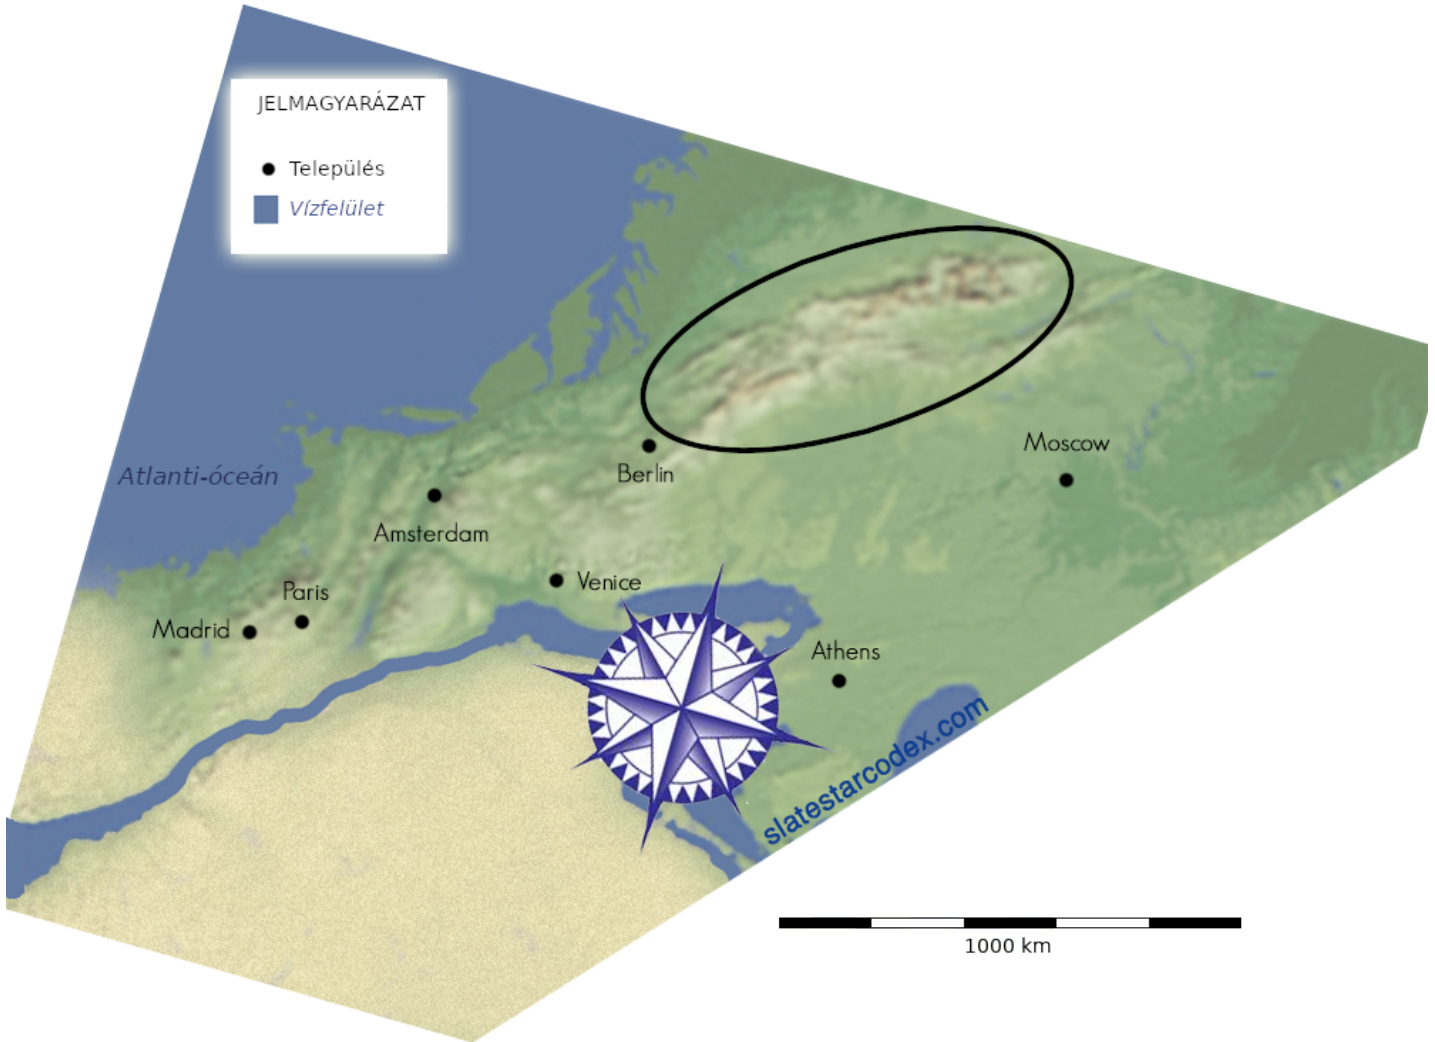 JELMAGYARÁZAT
Település
Vízfelület
Moscow
Berlin
Atlanti-óceán
Amsterdam
Venice
Paris
Madrid
Athens
slatestarcodex.com
1000 km